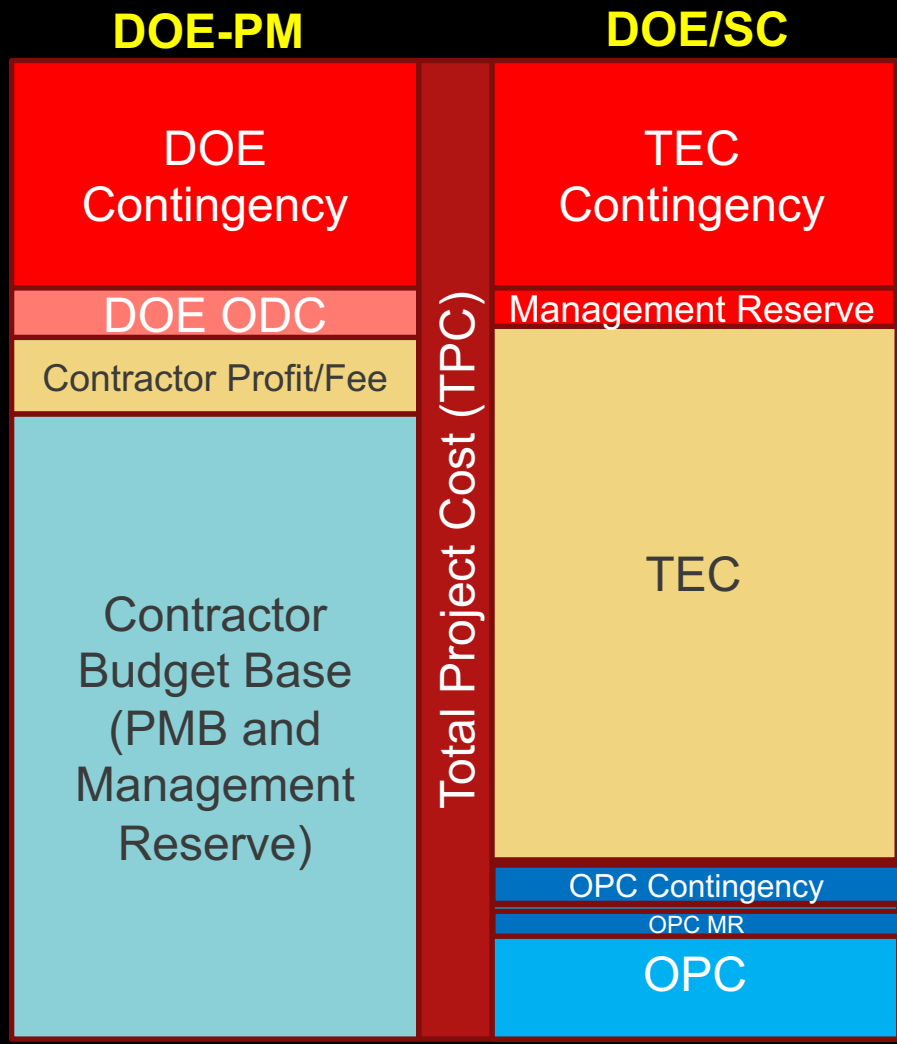 DOE-PM
DOE/SC
DOE
Contingency
DOE ODC
Contractor Profit/Fee
Contractor
Budget Base
(PMB and
Management
Reserve)
Total Project Cost (TPC)
TEC
Contingency
Management Reserve
TEC
OPC Contingency
OPC MR
OPC